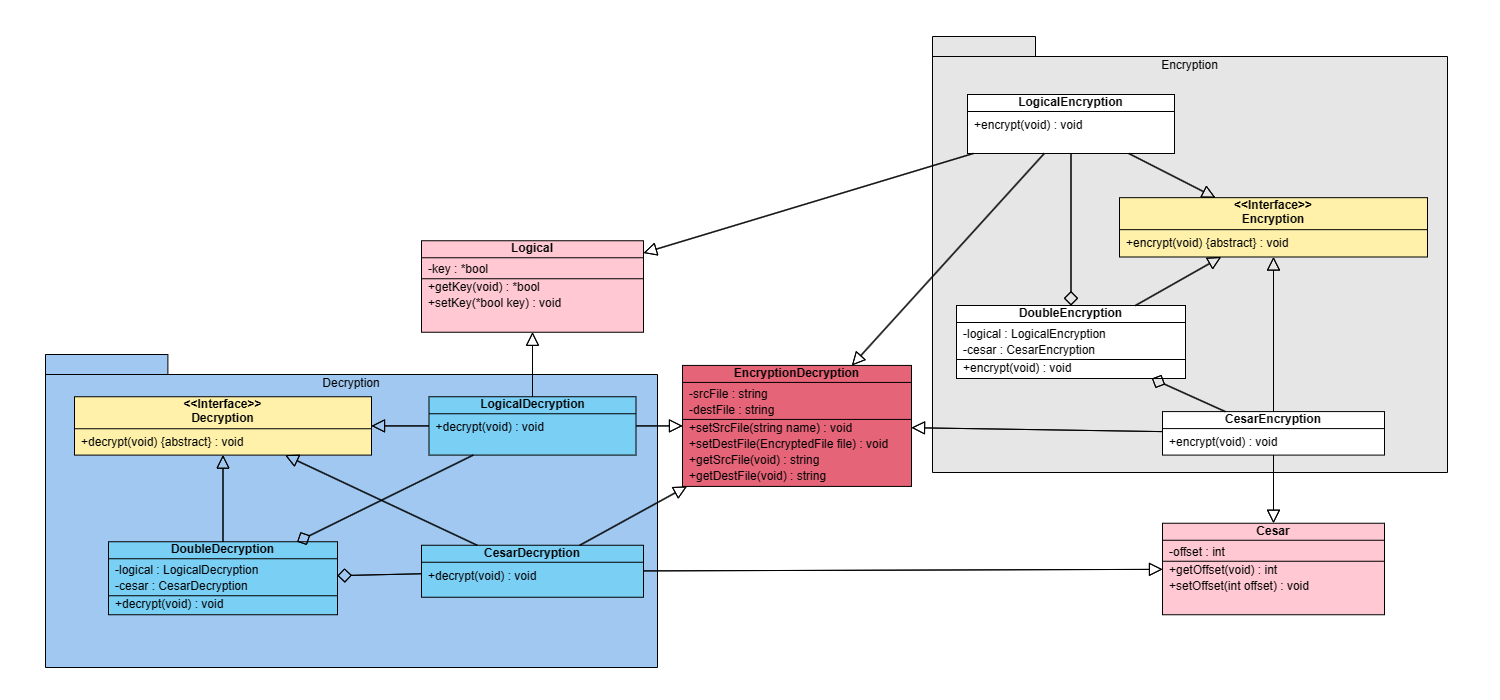 Encryption
LogicalEncryption
+encrypt(void) : void
<<Interface>>
Encryption
+encrypt(void) {abstract} : void
Logical
-key : *bool
+getKey(void) : *bool
+setKey(*bool key) : void
DoubleEncryption
-logical : LogicalEncryption
-cesar : CesarEncryption
+encrypt(void) : void
Decryption
<<Interface>>
Decryption
+decrypt(void) {abstract} : void
LogicalDecryption
+decrypt(void) : void
EncryptionDecryption
-srcFile : string
-destFile : string
+setSrcFile(string name) : void
+setDestFile(EncryptedFile file) : void
+getSrcFile(void) : string
+getDestFile(void) : string
CesarEncryption
+encrypt(void) : void
DoubleDecryption
-logical : LogicalDecryption
-cesar : CesarDecryption
+decrypt(void) : void
CesarDecryption
+decrypt(void) : void
Cesar
-offset : int
+getOffset(void) : int
+setOffset(int offset) : void